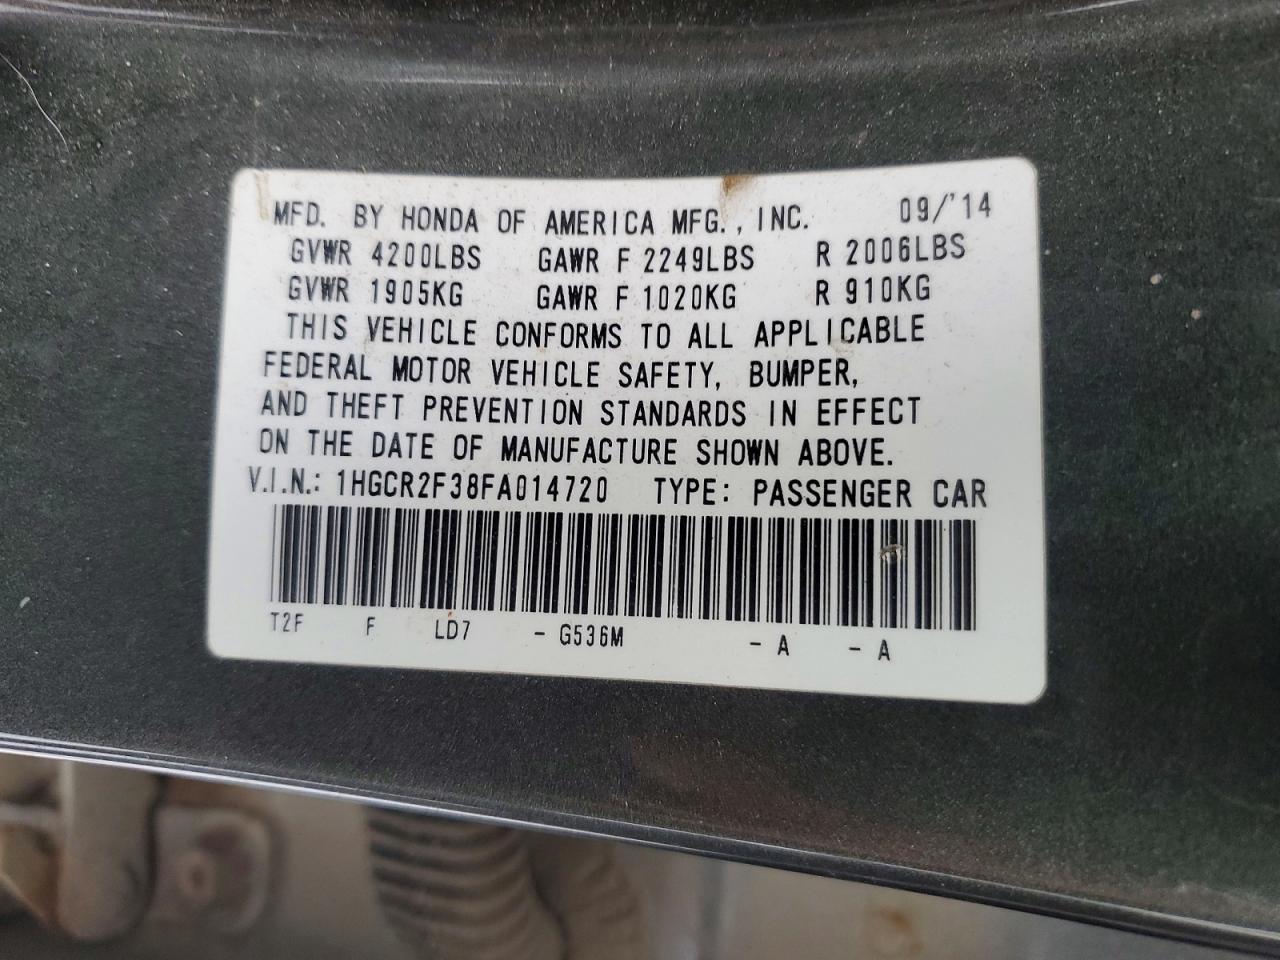 MFD. BY HONDA OF AMERICA MFG., INC. 09/'14
GVWR 4200LBS GAWR F 2249LBS R 2006LBS
GVWR 1905KG GAWR F 1020KG R 910KG
THIS VEHICLE CONFORMS TO ALL APPLICABLE
FEDERAL MOTOR VEHICLE SAFETY, BUMPER,
AND THEFT PREVENTION STANDARDS IN EFFECT
ON THE DATE OF MANUFACTURE SHOWN ABOVE.
V.I.N.: 1HGCR2F38FA014720 TYPE: PASSENGER CAR
T2F F LD7 - G536M - A - A